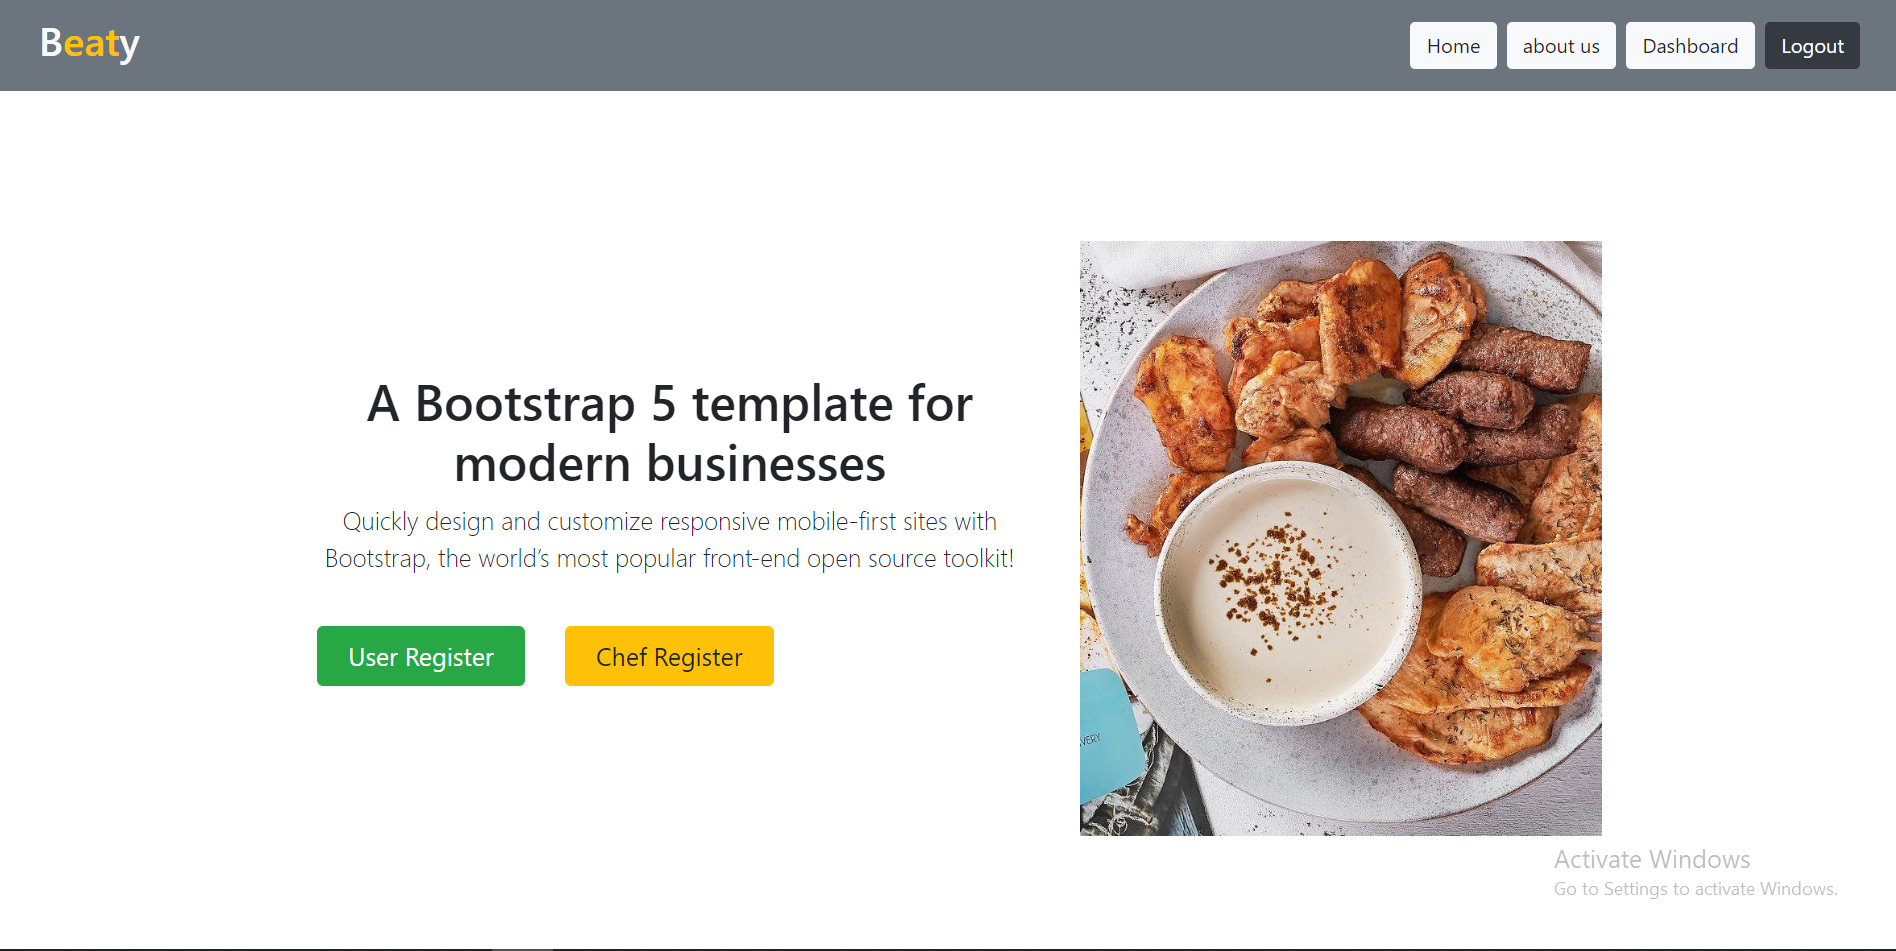 Beaty
Home
about us
Dashboard
Logout
A Bootstrap 5 template for
modern businesses
Quickly design and customize responsive mobile-first sites with
Bootstrap, the world’s most popular front-end open source toolkit!
User Register
Chef Register
VERY
Activate Windows
Go to Settings to activate Windows.